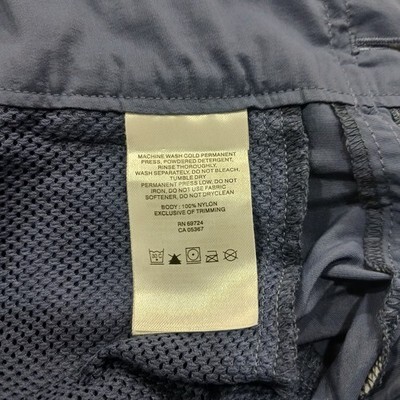 MACHINE WASH COLD PERMANENT
PRESS, POWDERED DETERGENT,
RINSE THOROUGHLY,
WASH SEPARATELY, DO NOT BLEACH,
TUMBLE DRY
PERMANENT PRESS LOW, DO NOT
IRON, DO NOT USE FABRIC
SOFTENER, DO NOT DRYCLEAN
BODY : 100% NYLON
EXCLUSIVE OF TRIMMING
RN 69724
CA 05367